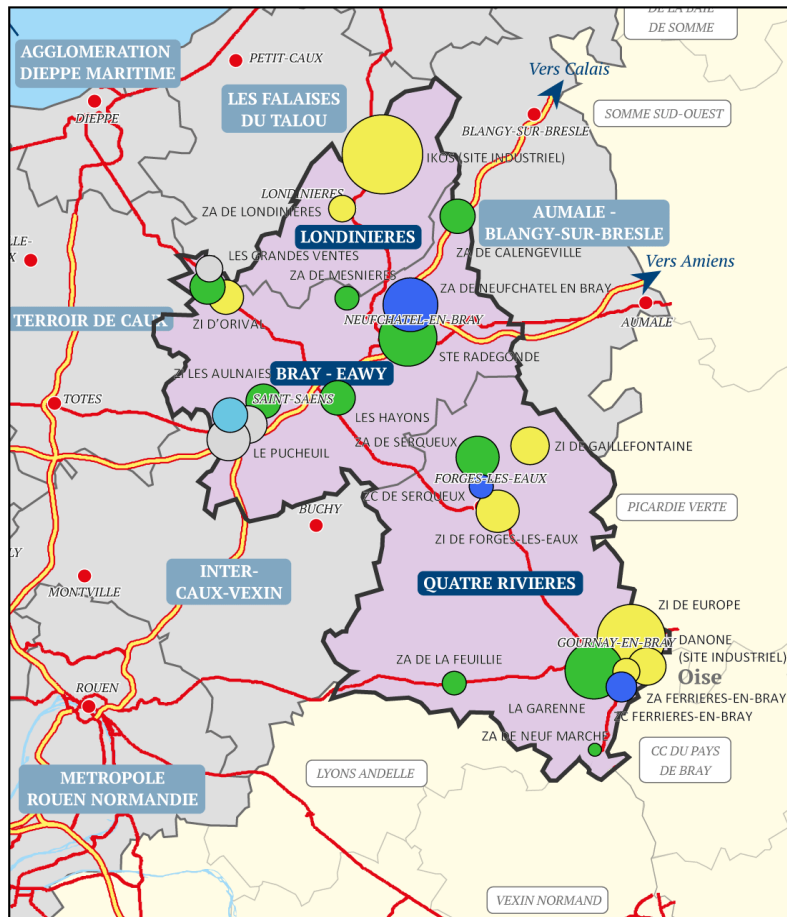 DE LA BAIE
DE SOMME
AGGLOMERATION
DIEPPE MARITIME
PETIT-CAUX
Vers Calais
DIEPPE
LES FALAISES
DU TALOU
BLANGY-SUR-BRESLE
SOMME SUD-OUEST
IKOS (SITE INDUSTRIEL)
LONDINIERES
ZA DE LONDINIERES
LONDINIERES
AUMALE -
BLANGY-SUR-BRESLE
ZA DE CALENGEVILLE
LES GRANDES VENTES
ZA DE MESNIERES
Vers Amiens
ZA DE NEUFCHATEL EN BRAY
AUMALE
TERROIR DE CAUX
ZI D'ORIVAL
NEUFCHATEL-EN-BRAY
STE RADEGONDE
ZI LES AULNAIES
BRAY - EAWY
SAINT-SAENS
TOTES
LES HAYONS
LE PUCHEUIL
ZA DE SERQUEUX
ZI DE GAILLEFONTAINE
FORGES-LES-EAUX
ZC DE SERQUEUX
BUCHY
PICARDIE VERTE
ZI DE FORGES-LES-EAUX
INTER-
CAUX-VEXIN
MONTVILLE
QUATRE RIVIERES
ZI DE EUROPE
GOURNAY-EN-BRAY
DANONE
(SITE INDUSTRIEL)
ZA DE LA FEUILLIE
Oise
ROUEN
LA GARENNE
ZA FERRIERES-EN-BRAY
ZC FERRIERES-EN-BRAY
ZA DE NEUF MARCHE
CC DU PAYS
DE BRAY
METROPOLE
ROUEN NORMANDIE
LYONS ANDELLE
VEXIN NORMAND